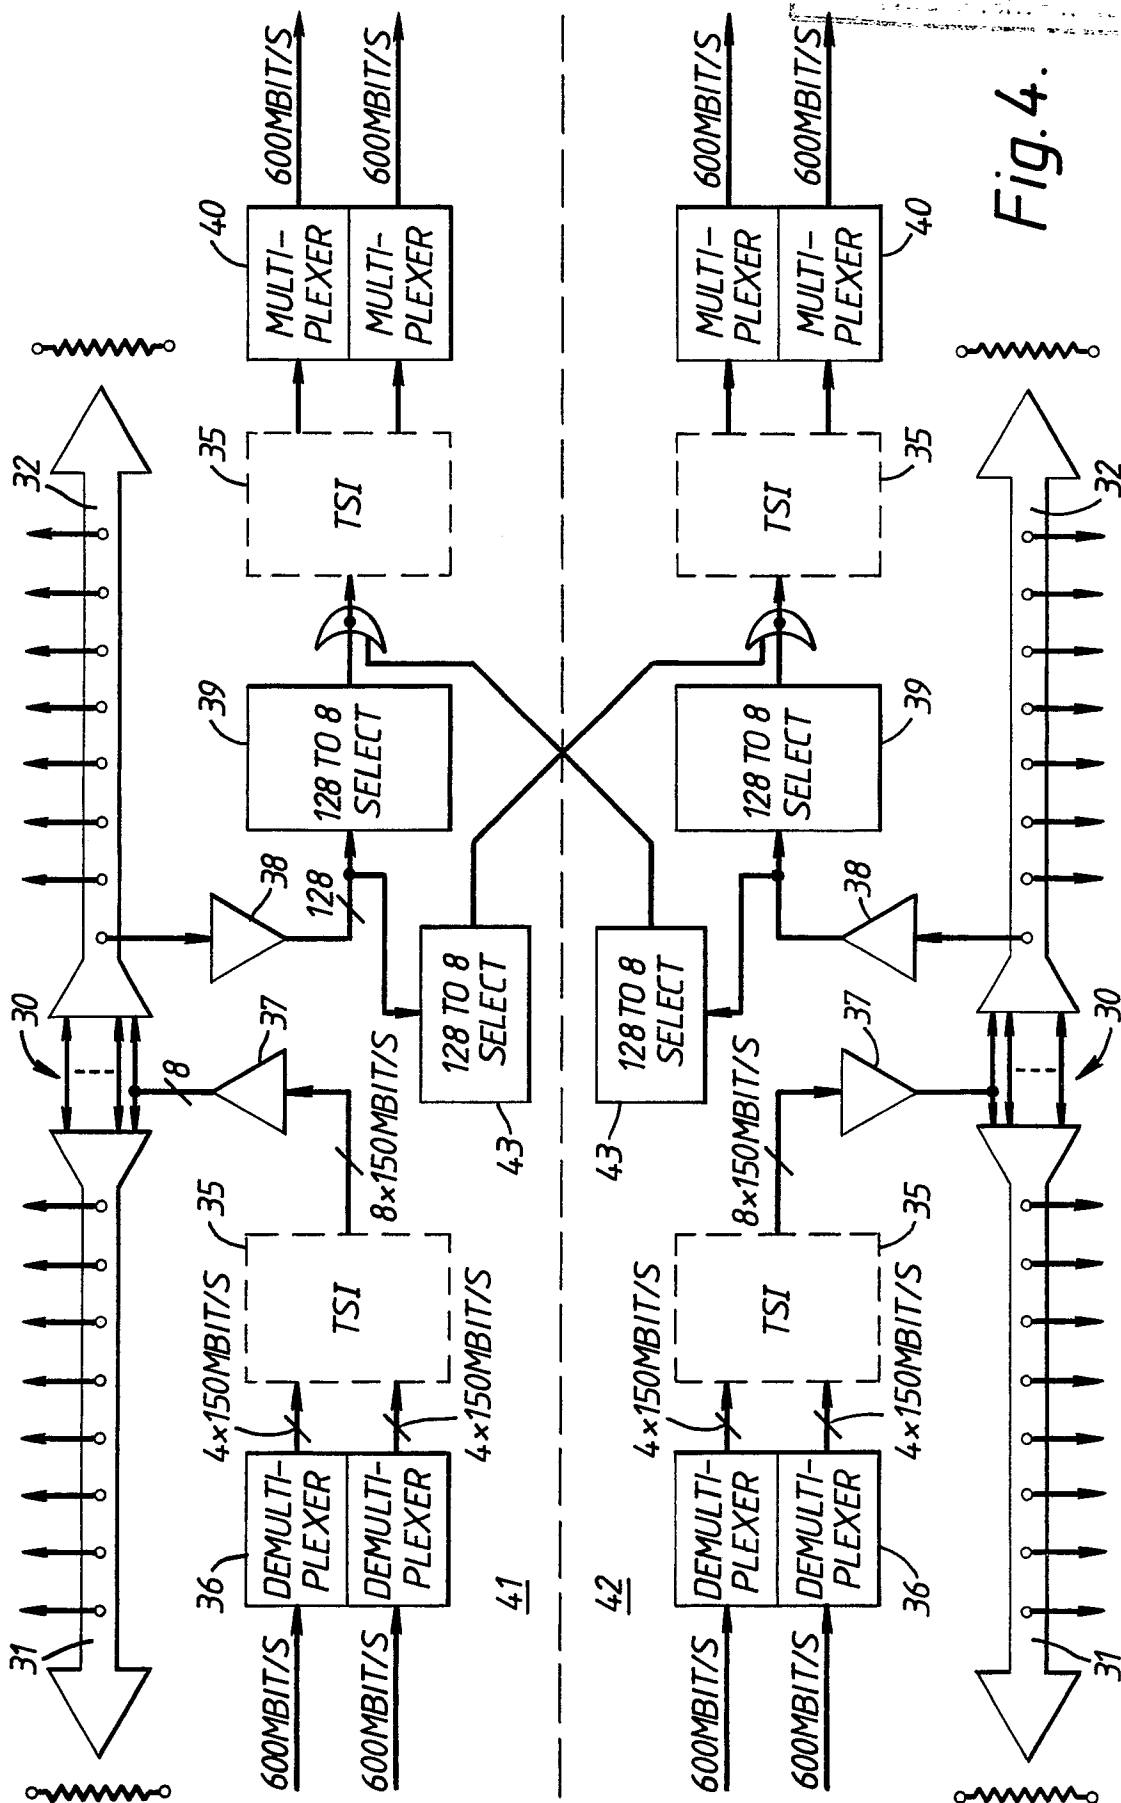 31
32
30
8
37
38
128
600MBIT/S
600MBIT/S
36
DEMULTI-
PLEXER
DEMULTI-
PLEXER
4×150MBIT/S
4×150MBIT/S
35
TSI
8×150MBIT/S
39
128 TO 8
SELECT
43
128 TO 8
SELECT
35
TSI
40
MULTI-
PLEXER
MULTI-
PLEXER
600MBIT/S
600MBIT/S
41
42
600MBIT/S
600MBIT/S
36
DEMULTI-
PLEXER
DEMULTI-
PLEXER
4×150MBIT/S
4×150MBIT/S
35
TSI
8×150MBIT/S
43
128 TO 8
SELECT
128 TO 8
SELECT
39
35
TSI
MULTI-
PLEXER
MULTI-
PLEXER
40
600MBIT/S
600MBIT/S
37
38
31
30
32
Fig.4.